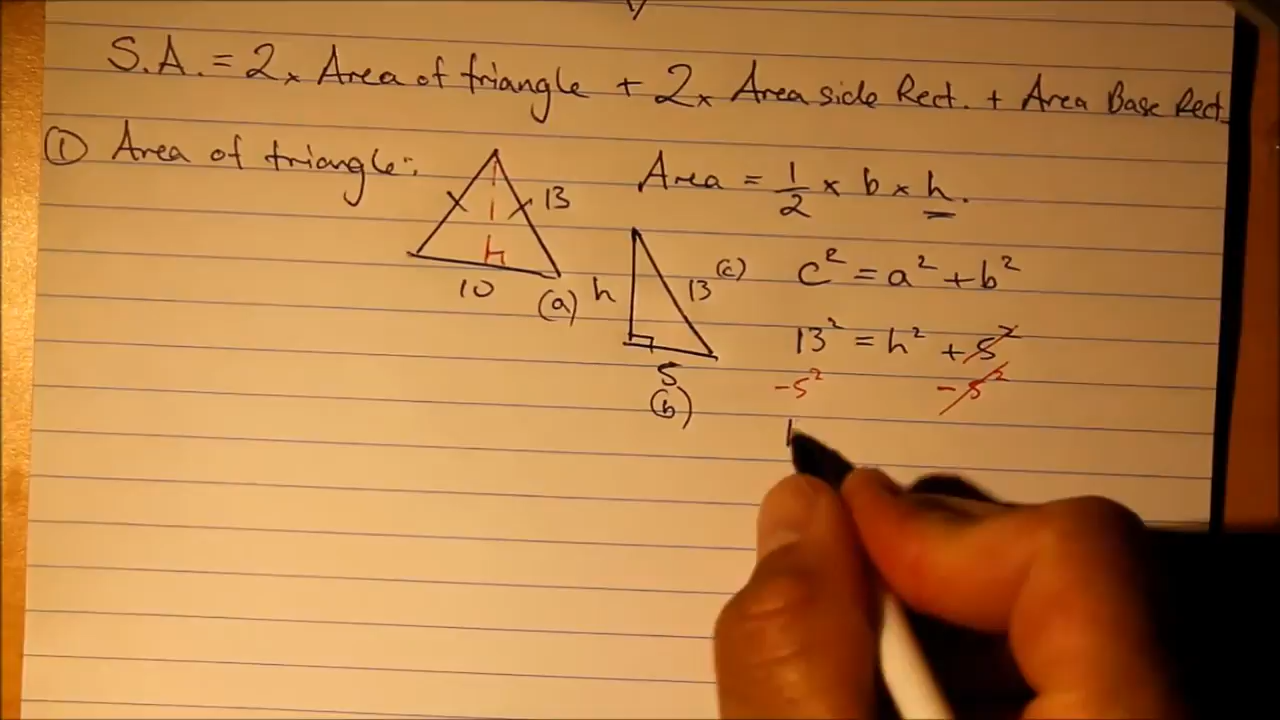 S.A. = 2 x Area of triangle + 2 x Area side Rect. + Area Base Rect.
① Area of triangle:
13
10
Area = 1/2 x b x h.
(a) h
13 (c)
5
(b)
c² = a² + b²
13² = h² + 5²
-5² -5²